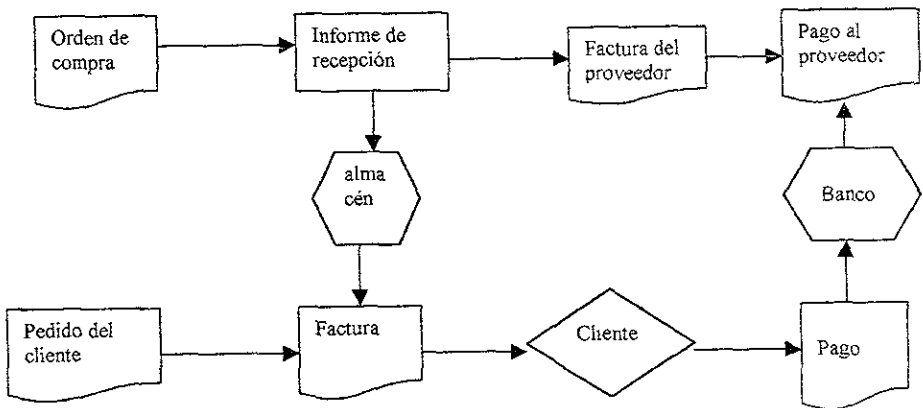 Orden de
compra
Informe de
recepción
Factura del
proveedor
Pago al
proveedor
alma
cén
Banco
Pedido del
cliente
Factura
Cliente
Pago